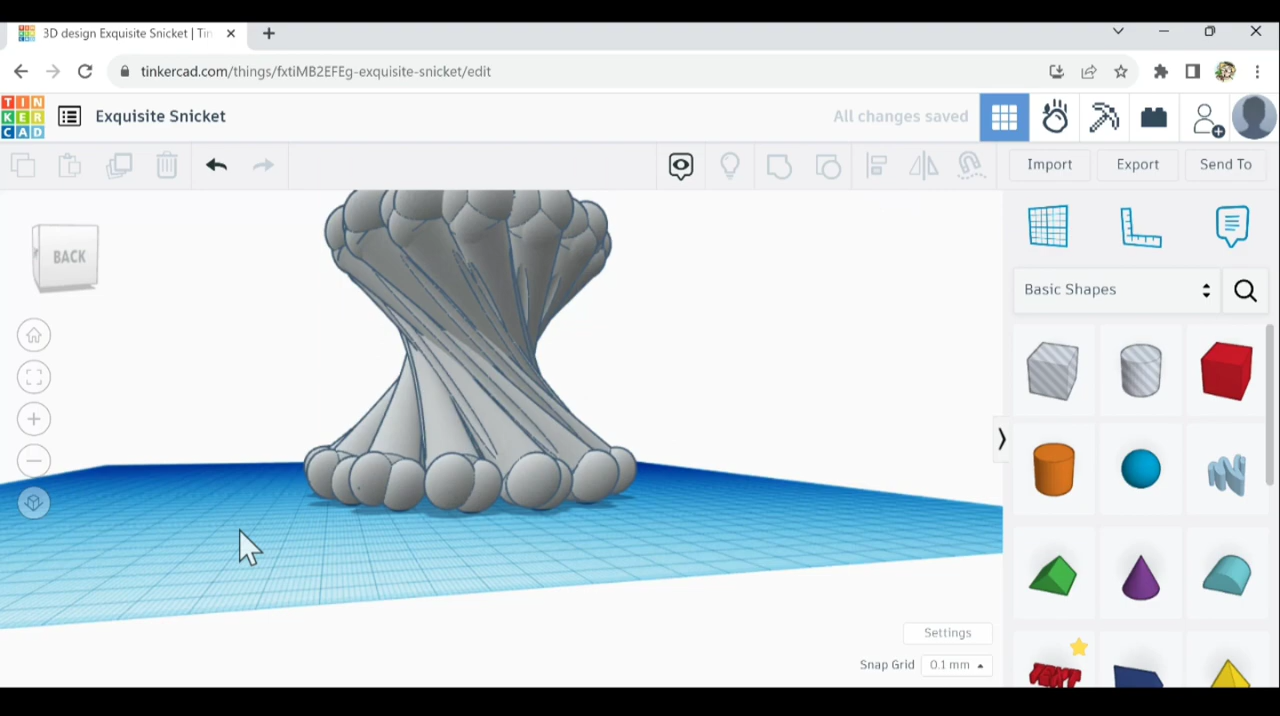 3D design Exquisite Snicket | Tin
tinkercad.com/things/fxtiMB2EFEg-exquisite-snicket/edit
TIN
KER
CAD
Exquisite Snicket
All changes saved
Import
Export
Send To
BACK
Basic Shapes
TEXT
Settings
Snap Grid
0.1 mm